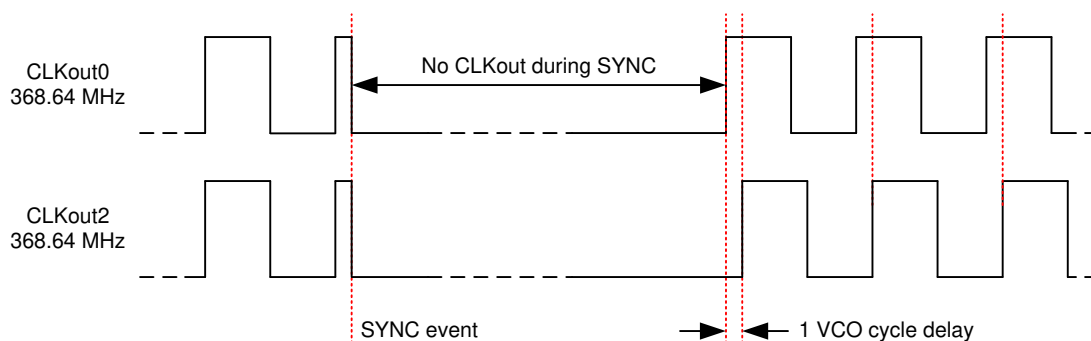 CLKout0
368.64 MHz
No CLKout during SYNC
CLKout2
368.64 MHz
SYNC event
1 VCO cycle delay